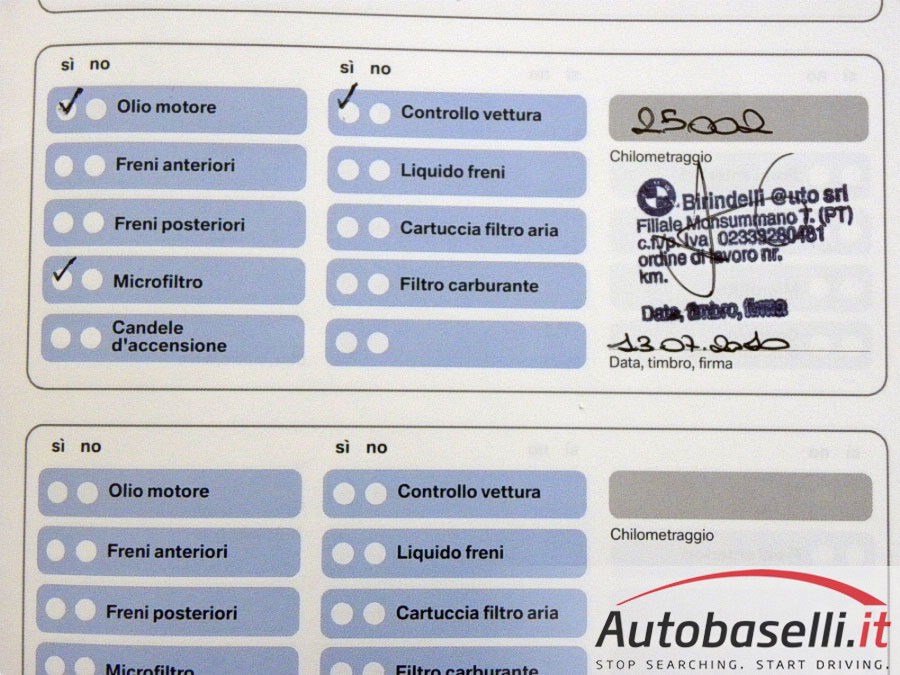 sì no
Olio motore
Freni anteriori
Freni posteriori
Microfiltro
Candele
d'accensione
sì no
Controllo vettura
Liquido freni
Cartuccia filtro aria
Filtro carburante
25002
Chilometraggio
Birindelli @uto srl
Filiale Monsummano T. (PT)
c.f/p. Iva 02339280481
ordine di lavoro nr.
km.
Data, timbro, firma
13.07.2010
Data, timbro, firma
sì no
Olio motore
Freni anteriori
Freni posteriori
Microfiltro
sì no
Controllo vettura
Liquido freni
Cartuccia filtro aria
Filtro carburante
Chilometraggio
Autobaselli.it
STOP SEARCHING. START DRIVING.